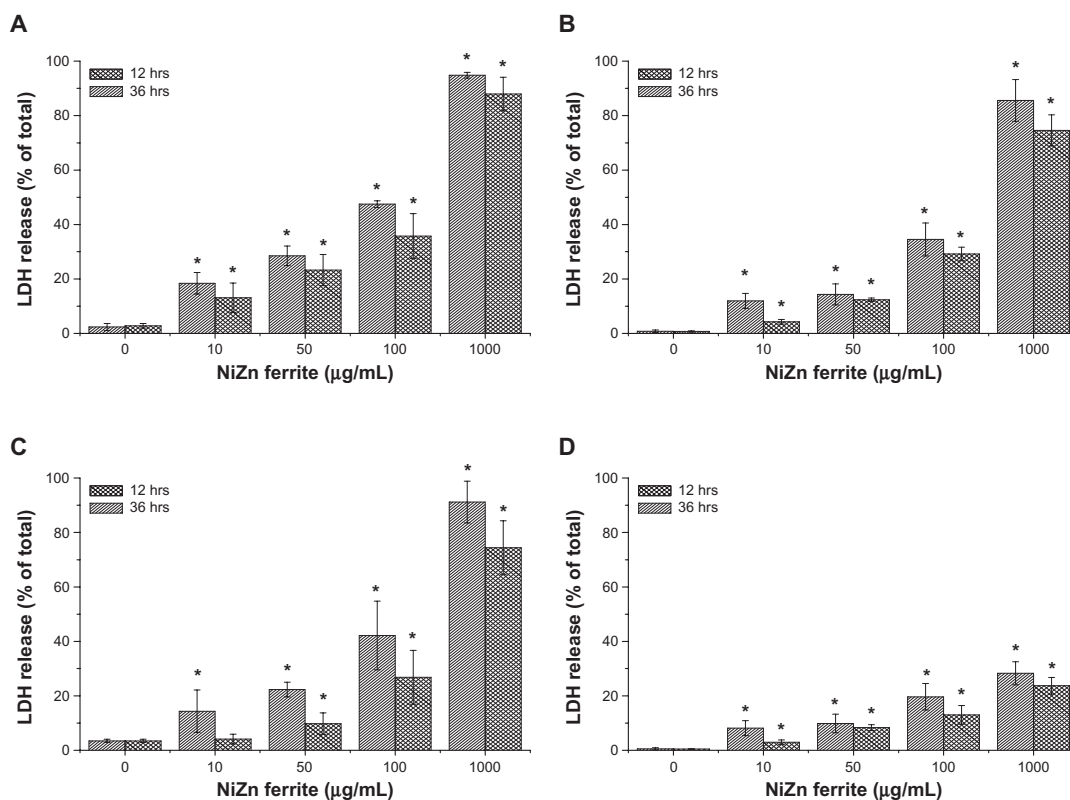 A
100
80
60
40
20
0
LDH release (% of total)
12 hrs
36 hrs
* * * * * * * *
0 10 50 100 1000
NiZn ferrite (μg/mL)
B
100
80
60
40
20
0
LDH release (% of total)
12 hrs
36 hrs
* * * * * * * *
0 10 50 100 1000
NiZn ferrite (μg/mL)
C
100
80
60
40
20
0
LDH release (% of total)
12 hrs
36 hrs
* * * * * * *
0 10 50 100 1000
NiZn ferrite (μg/mL)
D
100
80
60
40
20
0
LDH release (% of total)
12 hrs
36 hrs
* * * * * * * *
0 10 50 100 1000
NiZn ferrite (μg/mL)